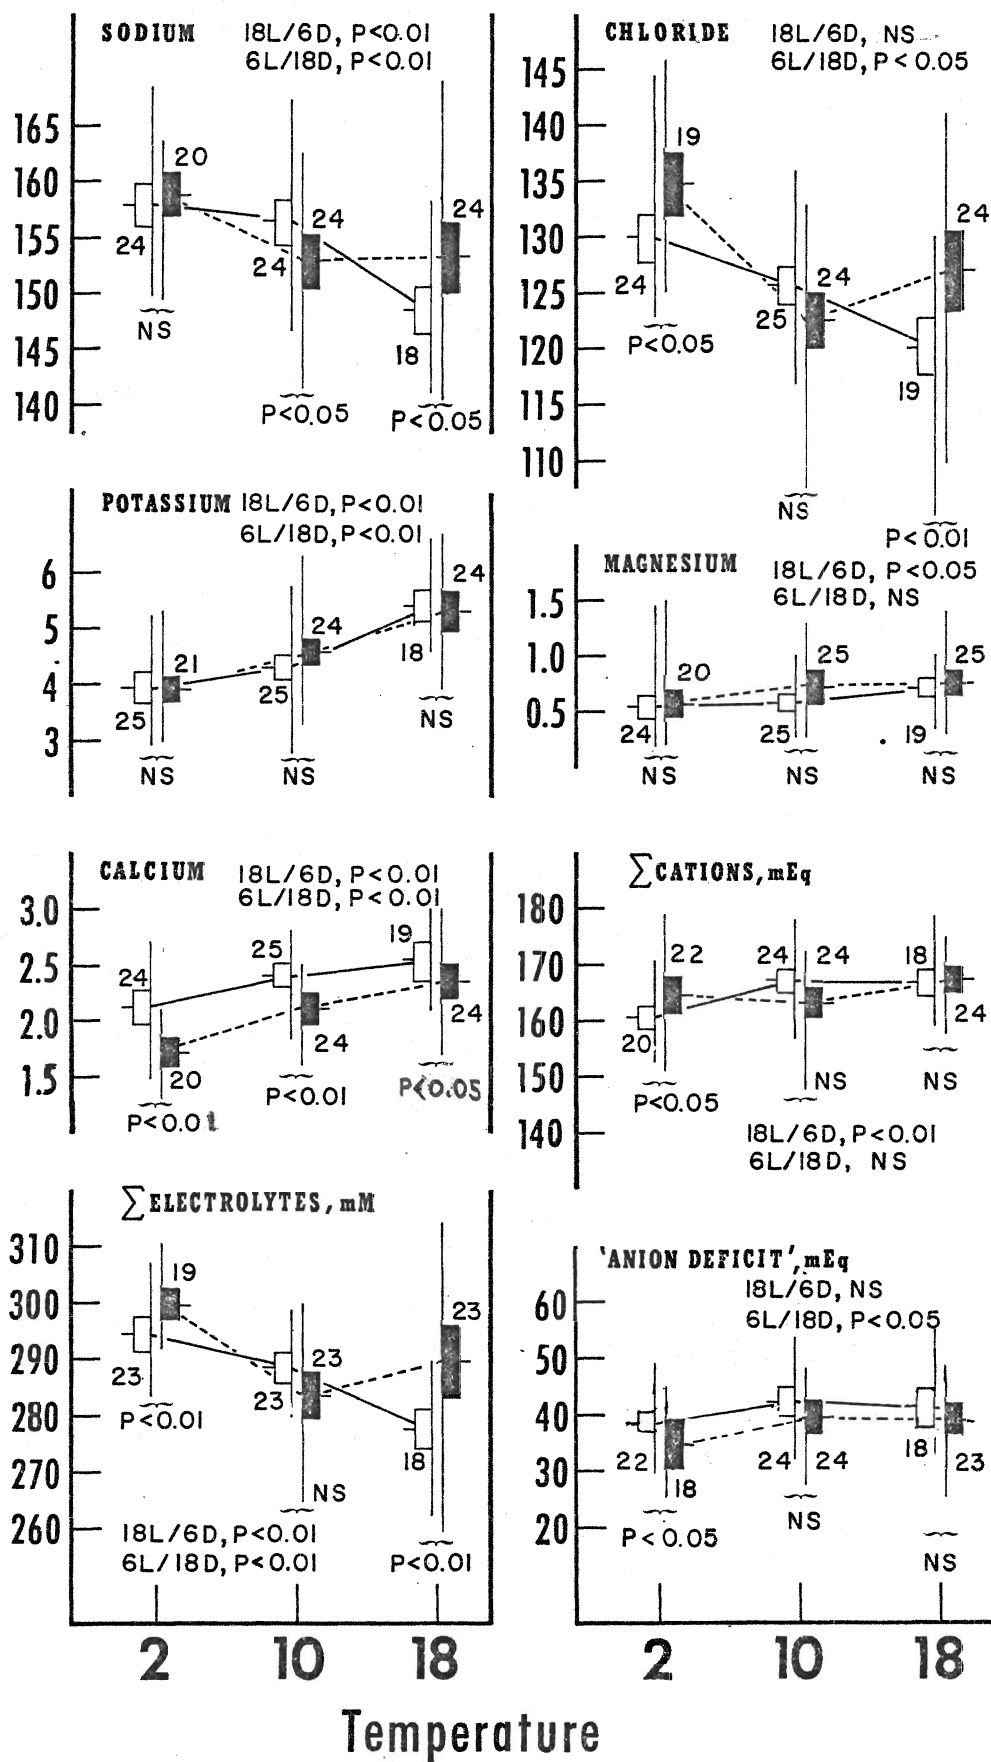 SODIUM
18L/6D, P<0.01
6L/18D, P<0.01
165
160
155
150
145
140
20
24
24
24
24
18
NS
P<0.05
P<0.05
CHLORIDE
18L/6D, NS
6L/18D, P<0.05
145
140
135
130
125
120
115
110
19
24
24
25
24
19
P<0.05
NS
P<0.01
POTASSIUM
18L/6D, P<0.01
6L/18D, P<0.01
6
5
4
3
21
25
24
25
24
18
NS
NS
NS
MAGNESIUM
18L/6D, P<0.05
6L/18D, NS
1.5
1.0
0.5
20
24
25
25
25
19
NS
NS
NS
CALCIUM
18L/6D, P<0.01
6L/18D, P<0.01
3.0
2.5
2.0
1.5
24
20
25
24
19
24
P<0.01
P<0.01
P<0.05
∑CATIONS, mEq
180
170
160
150
140
22
20
24
24
18
24
P<0.05
NS
NS
18L/6D, P<0.01
6L/18D, NS
∑ELECTROLYTES, mM
310
300
290
280
270
260
19
23
23
23
23
18
P<0.01
NS
P<0.01
18L/6D, P<0.01
6L/18D, P<0.01
'ANION DEFICIT', mEq
18L/6D, NS
6L/18D, P<0.05
60
50
40
30
20
22
18
24
24
18
23
P<0.05
NS
NS
2 10 18
2 10 18
Temperature